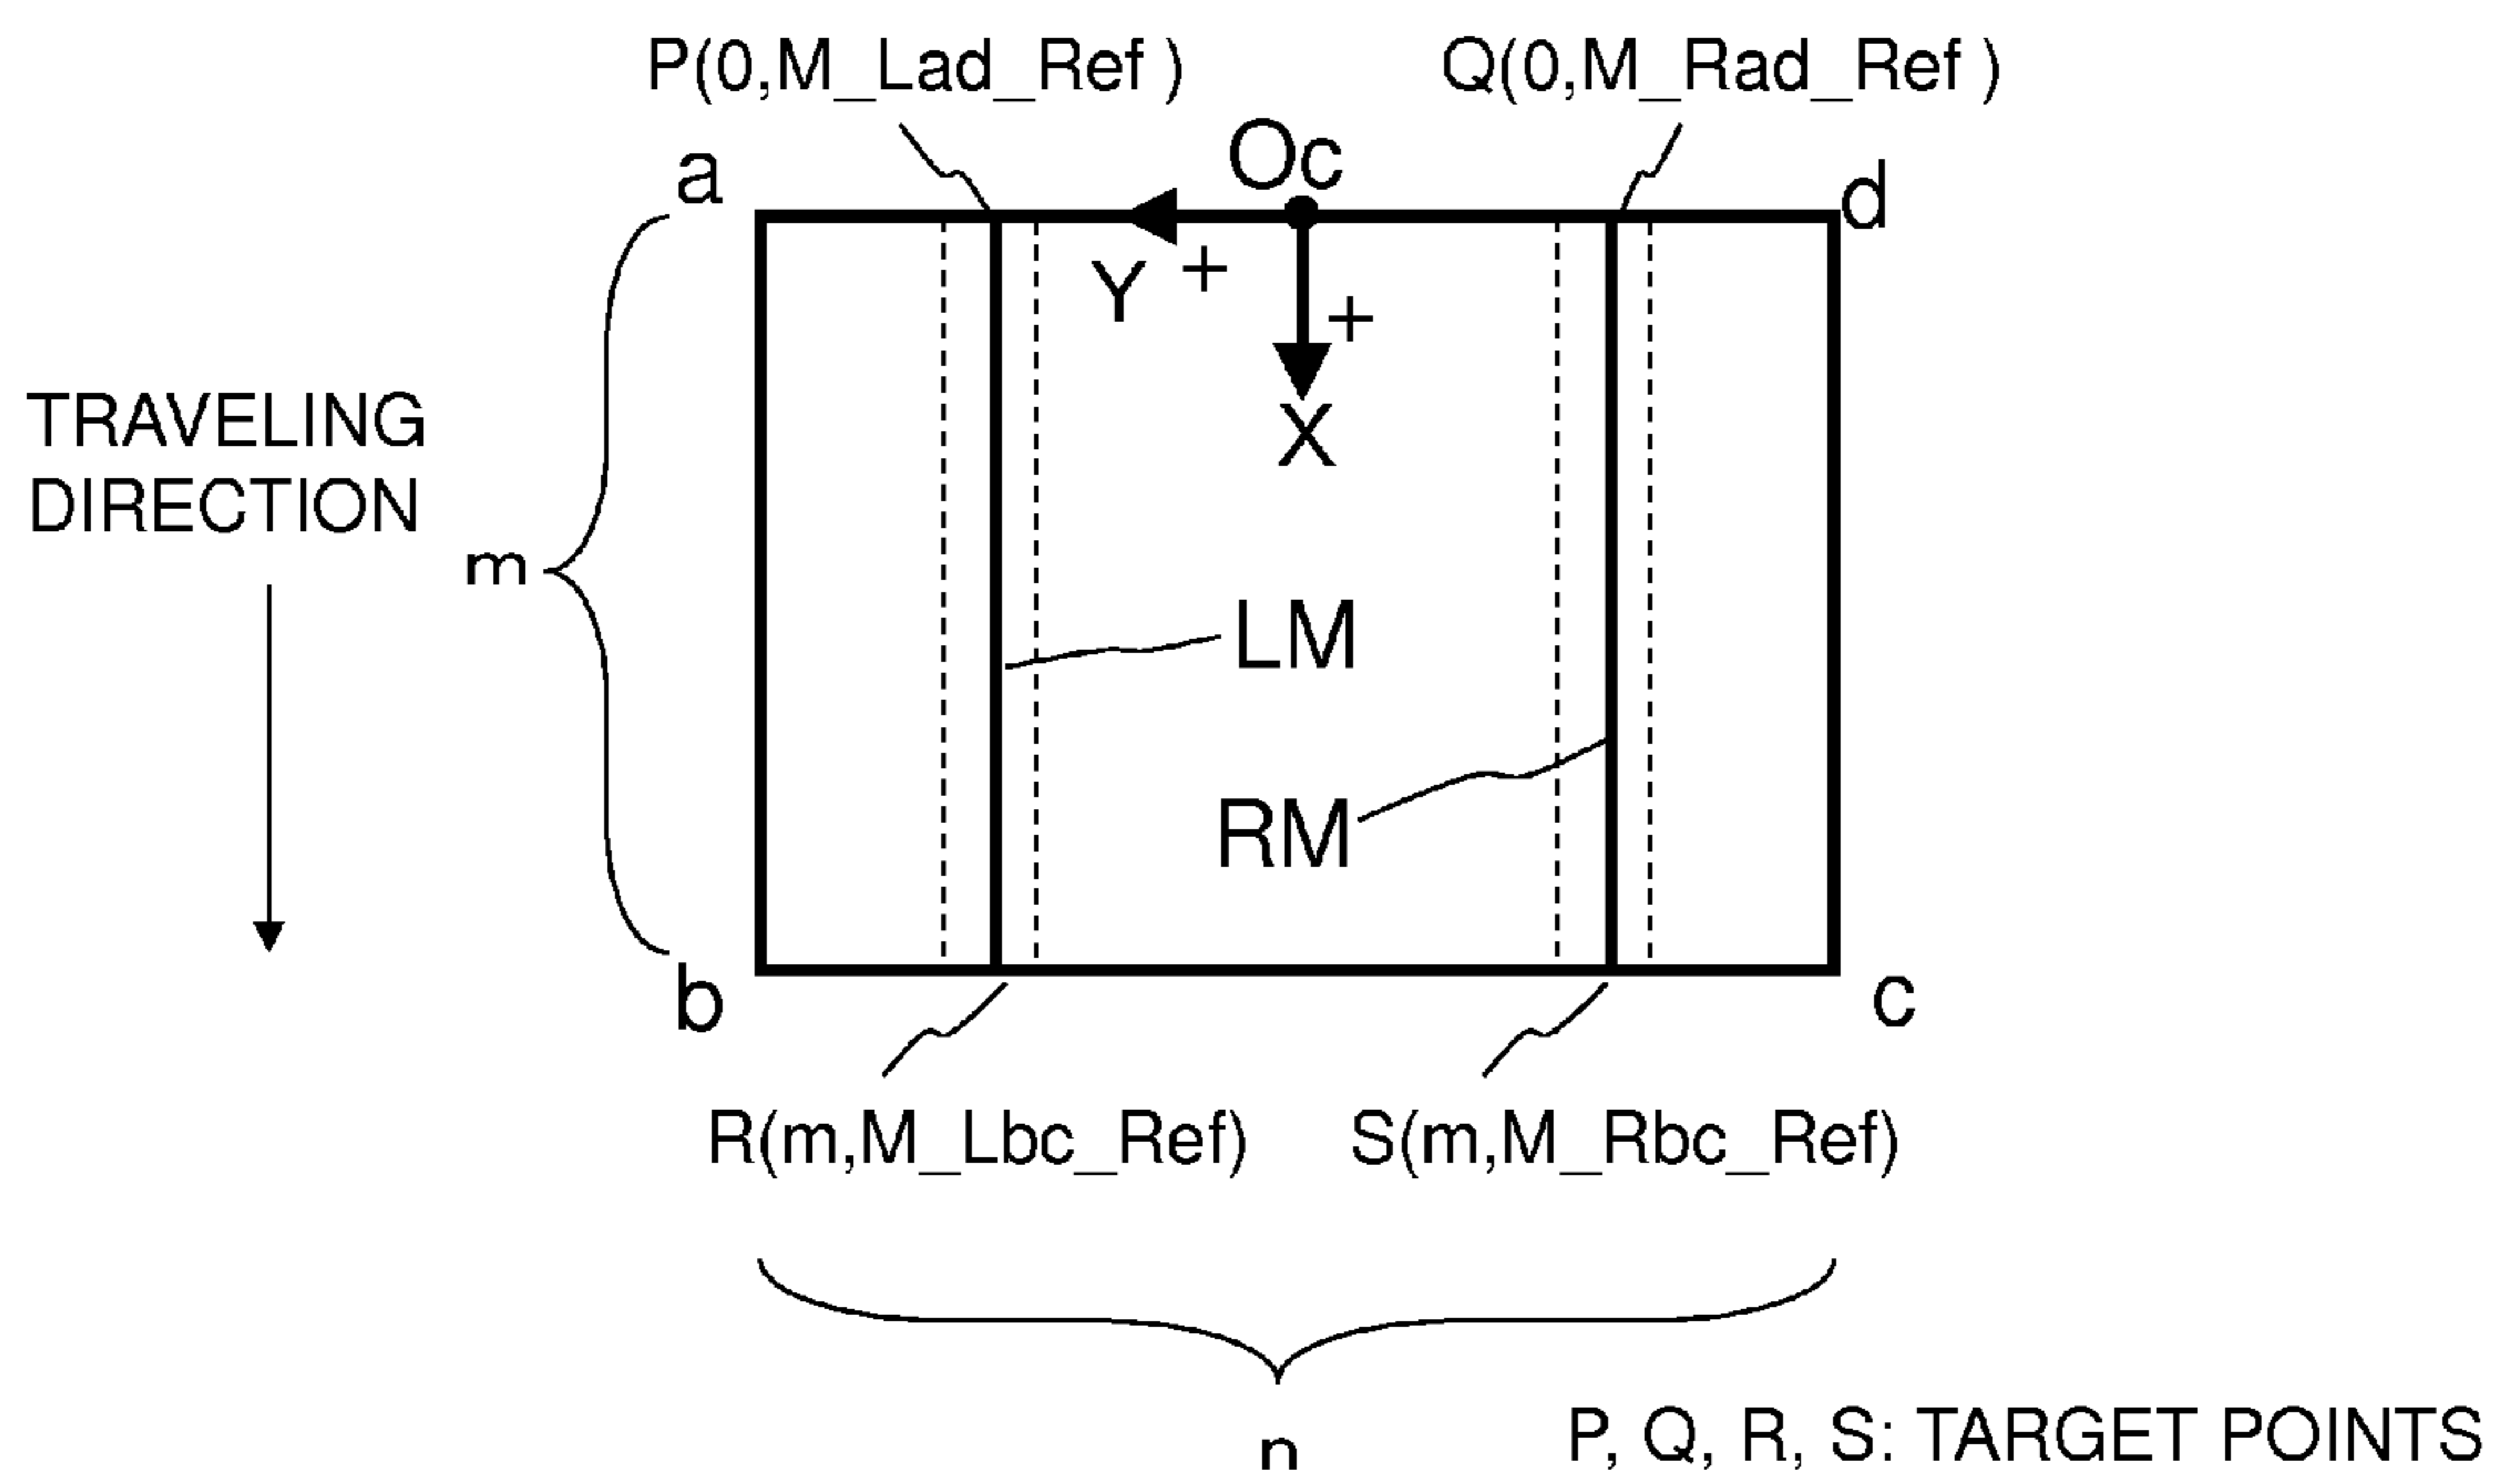 P(0,M_Lad_Ref )
Q(0,M_Rad_Ref )
Oc
a
d
Y +
+
X
TRAVELING
DIRECTION
m
LM
RM
b
c
R(m,M_Lbc_Ref)
S(m,M_Rbc_Ref)
n
P, Q, R, S: TARGET POINTS